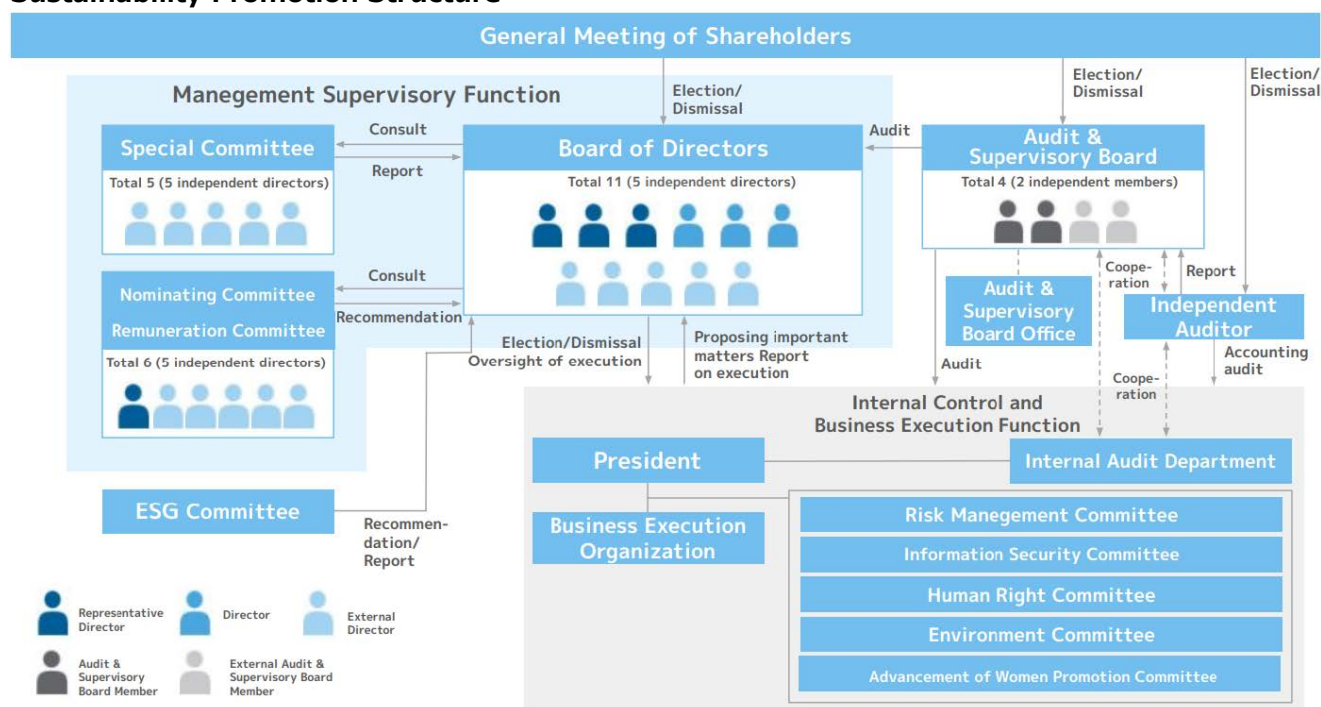 Sustainability Promotion Structure
General Meeting of Shareholders
Election/
Dismissal
Election/
Dismissal
Election/
Dismissal
Manegement Supervisory Function
Special Committee
Total 5 (5 independent directors)
Consult
Report
Board of Directors
Total 11 (5 independent directors)
Audit
Audit &
Supervisory Board
Total 4 (2 independent members)
Nominating Committee
Remuneration Committee
Total 6 (5 independent directors)
Consult
Recommendation
Election/Dismissal
Oversight of execution
Proposing important
matters Report
on execution
Audit
Audit &
Supervisory
Board Office
Coope-
ration
Report
Independent
Auditor
Accounting
audit
Coope-
ration
Internal Control and
Business Execution Function
President
Internal Audit Department
ESG Committee
Recommen-
dation/
Report
Business Execution
Organization
Risk Manegement Committee
Information Security Committee
Human Right Committee
Environment Committee
Advancement of Women Promotion Committee
Representative
Director
Director
External
Director
Audit &
Supervisory
Board Member
External Audit &
Supervisory Board
Member